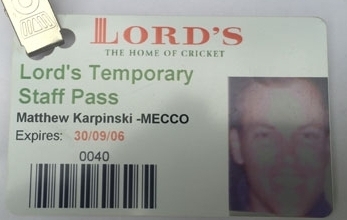 LORD'S
THE HOME OF CRICKET
Lord's Temporary
Staff Pass
Matthew Karpinski -MECCO
Expires: 30/09/06
0040